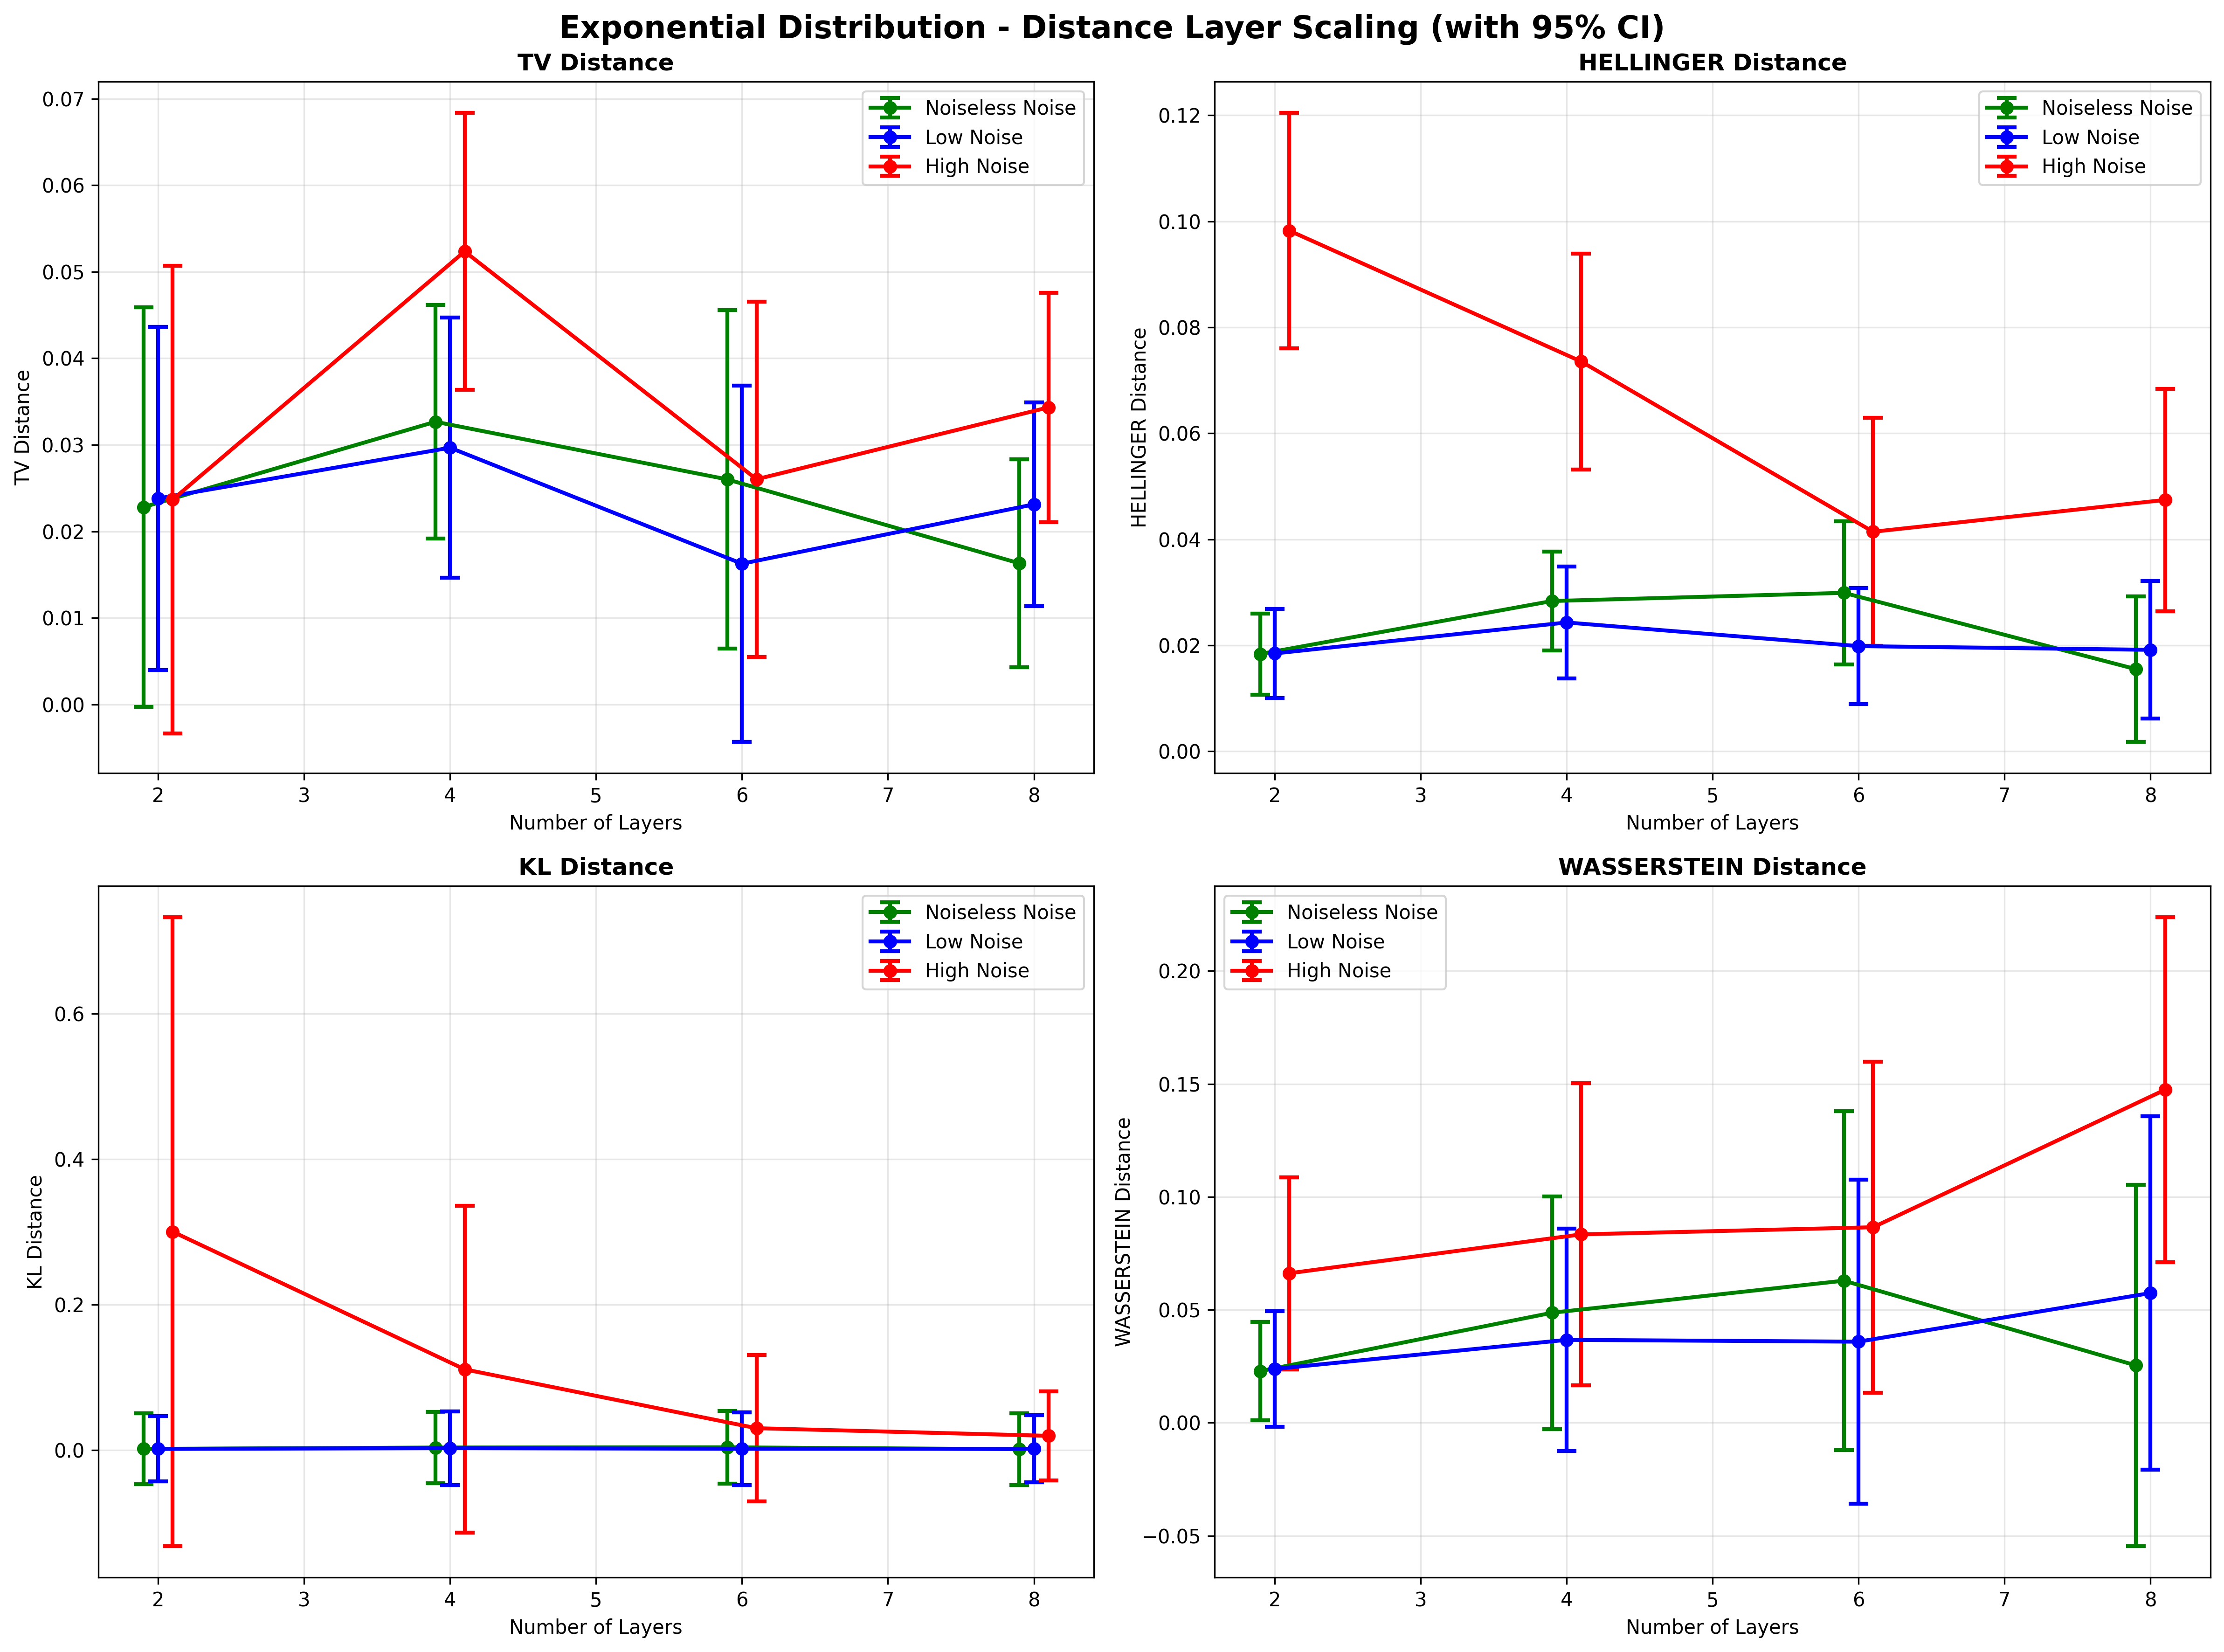 Exponential Distribution - Distance Layer Scaling (with 95% CI)
TV Distance
TV Distance
0.07
0.06
0.05
0.04
0.03
0.02
0.01
0.00
2 3 4 5 6 7 8
Number of Layers
Noiseless Noise
Low Noise
High Noise
HELLINGER Distance
HELLINGER Distance
0.12
0.10
0.08
0.06
0.04
0.02
0.00
2 3 4 5 6 7 8
Number of Layers
Noiseless Noise
Low Noise
High Noise
KL Distance
KL Distance
0.6
0.4
0.2
0.0
2 3 4 5 6 7 8
Number of Layers
Noiseless Noise
Low Noise
High Noise
WASSERSTEIN Distance
WASSERSTEIN Distance
0.20
0.15
0.10
0.05
0.00
−0.05
2 3 4 5 6 7 8
Number of Layers
Noiseless Noise
Low Noise
High Noise